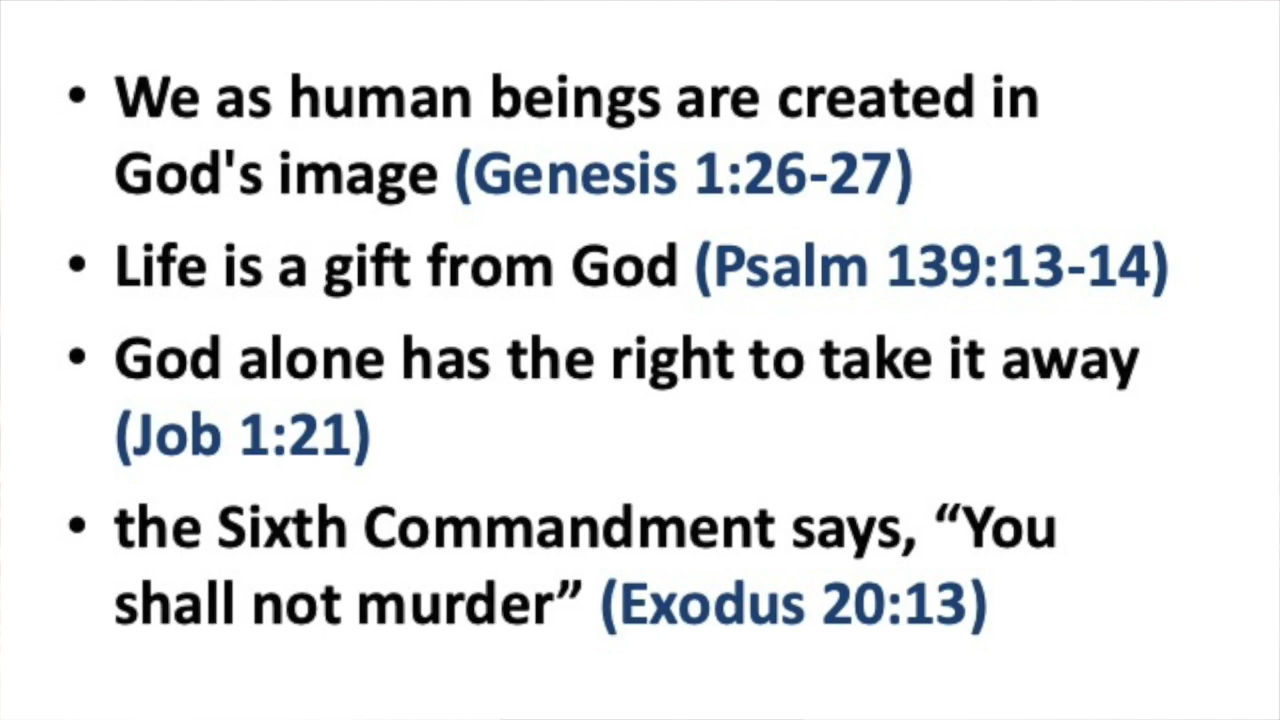 • We as human beings are created in
God's image (Genesis 1:26-27)
• Life is a gift from God (Psalm 139:13-14)
• God alone has the right to take it away
(Job 1:21)
• the Sixth Commandment says, “You
shall not murder” (Exodus 20:13)